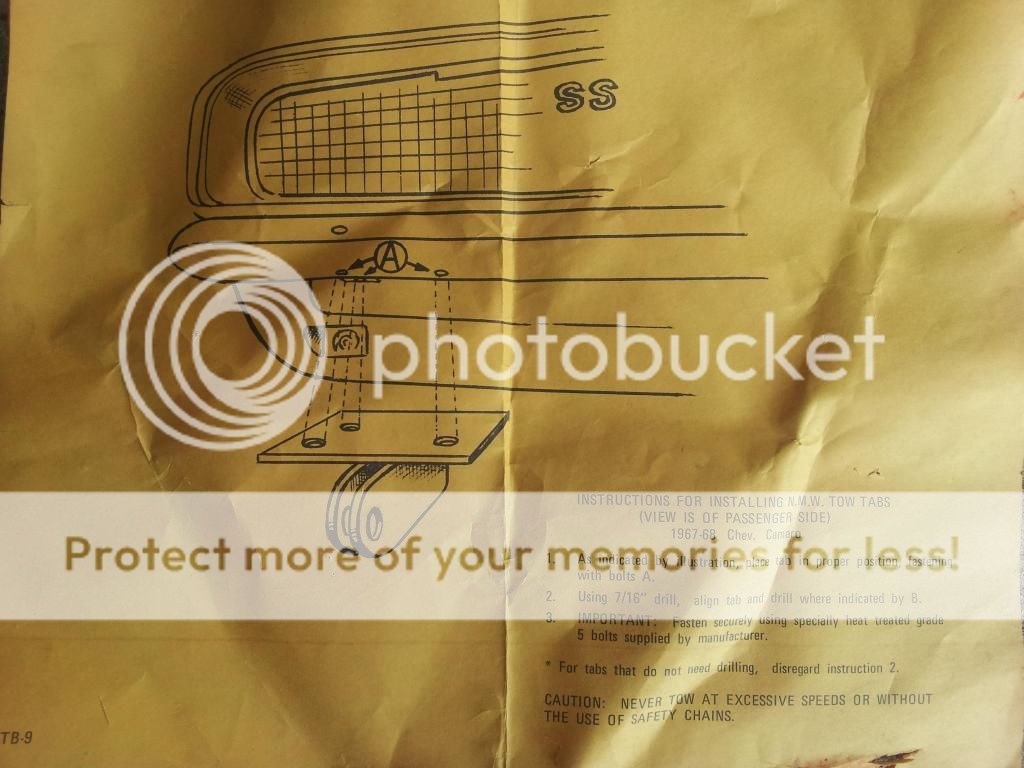 SS
A
photobucket
Protect more of your memories for less!
INSTRUCTIONS FOR INSTALLING N.M.W. TOW TABS
(VIEW IS OF PASSENGER SIDE)
1967-68 Chev. Camaro
1. As indicated by illustration, place tab in proper position fastening
with bolts A.
2. Using 7/16" drill, align tab and drill where indicated by B.
3. IMPORTANT: Fasten securely using specially heat treated grade
5 bolts supplied by manufacturer.
* For tabs that do not need drilling, disregard instruction 2.
CAUTION: NEVER TOW AT EXCESSIVE SPEEDS OR WITHOUT
THE USE OF SAFETY CHAINS.
TB-9